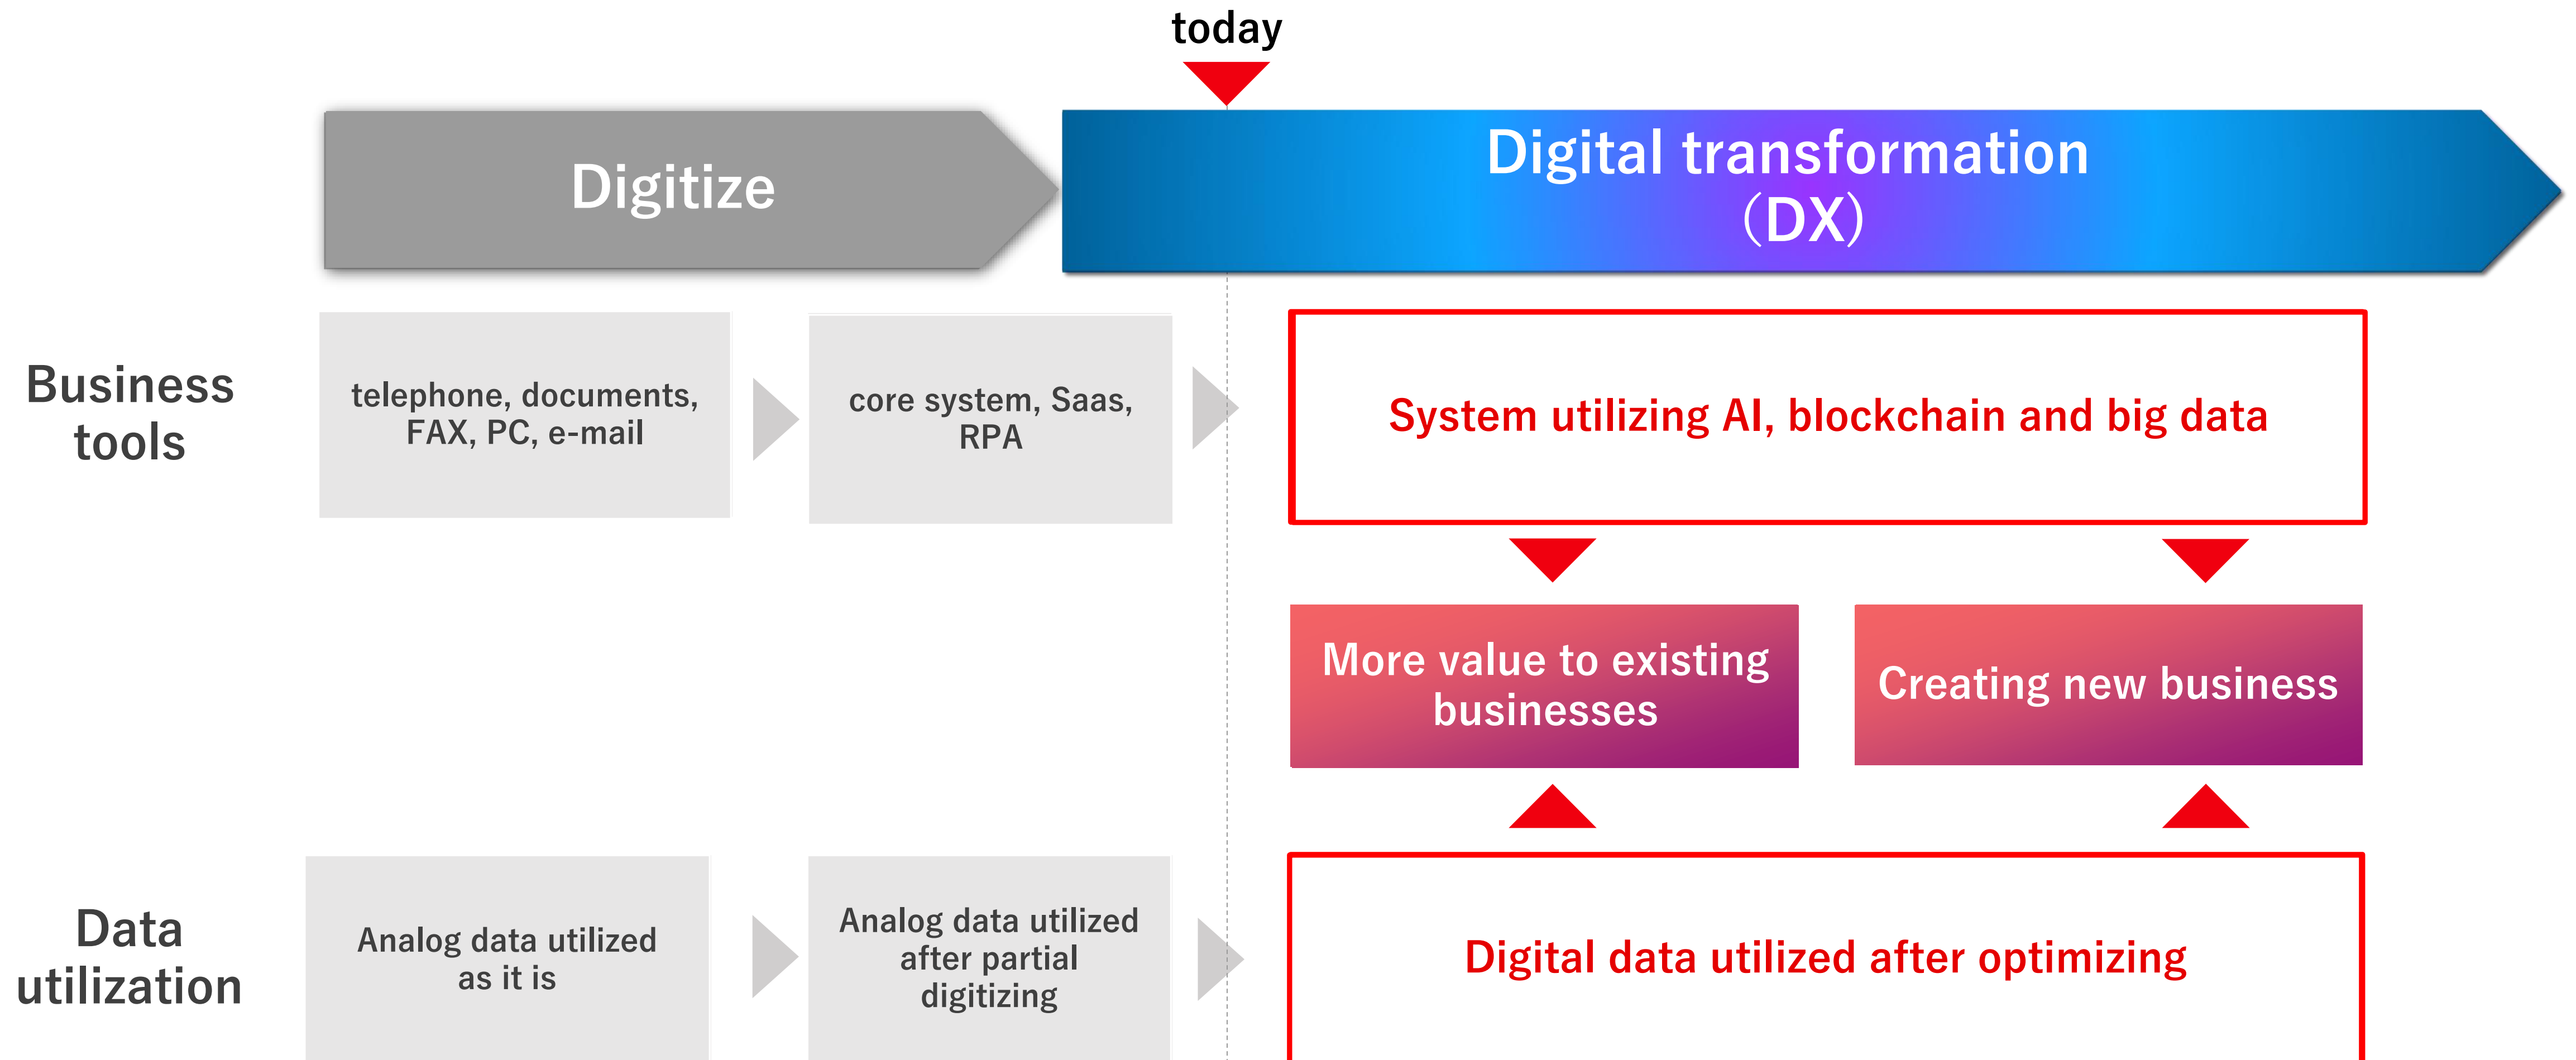 today
Digitize
Digital transformation
（DX）
Business
tools
telephone, documents,
FAX, PC, e-mail
core system, Saas,
RPA
System utilizing AI, blockchain and big data
More value to existing
businesses
Creating new business
Data
utilization
Analog data utilized
as it is
Analog data utilized
after partial
digitizing
Digital data utilized after optimizing